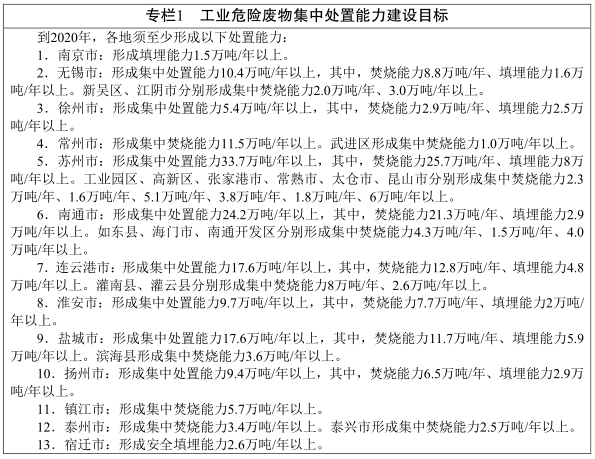 专栏1　工业危险废物集中处置能力建设目标
到2020年，各地须至少形成以下处置能力：
1．南京市：形成填埋能力1.5万吨/年以上。
2．无锡市：形成集中处置能力10.4万吨/年以上，其中，焚烧能力8.8万吨/年、填埋能力1.6万
吨/年以上。新吴区、江阴市分别形成集中焚烧能力2.0万吨/年、3.0万吨/年以上。
3．徐州市：形成集中处置能力5.4万吨/年以上，其中，焚烧能力2.9万吨/年、填埋能力2.5万
吨/年以上。
4．常州市：形成集中焚烧能力11.5万吨/年以上。武进区形成集中焚烧能力1.0万吨/年以上。
5．苏州市：形成集中处置能力33.7万吨/年以上，其中，焚烧能力25.7万吨/年、填埋能力8万
吨/年以上。工业园区、高新区、张家港市、常熟市、太仓市、昆山市分别形成集中焚烧能力2.3
万吨/年、1.6万吨/年、5.1万吨/年、3.8万吨/年、1.8万吨/年、6万吨/年以上。
6．南通市：形成集中处置能力24.2万吨/年以上，其中，焚烧能力21.3万吨/年、填埋能力2.9
万吨/年以上。如东县、海门市、南通开发区分别形成集中焚烧能力4.3万吨/年、1.5万吨/年、4.0
万吨/年以上。
7．连云港市：形成集中处置能力17.6万吨/年以上，其中，焚烧能力12.8万吨/年、填埋能力4.8
万吨/年以上。灌南县、灌云县分别形成集中焚烧能力8万吨/年、2.6万吨/年以上。
8．淮安市：形成集中处置能力9.7万吨/年以上，其中，焚烧能力7.7万吨/年、填埋能力2万吨/
年以上。
9．盐城市：形成集中处置能力17.6万吨/年以上，其中，焚烧能力11.7万吨/年、填埋能力5.9
万吨/年以上。滨海县形成集中焚烧能力3.6万吨/年以上。
10．扬州市：形成集中处置能力9.4万吨/年以上，其中，焚烧能力6.5万吨/年、填埋能力2.9万
吨/年以上。
11．镇江市：形成集中焚烧能力5.7万吨/年以上。
12．泰州市：形成集中焚烧能力3.4万吨/年以上。泰兴市形成集中焚烧能力2.5万吨/年以上。
13．宿迁市：形成安全填埋能力2.6万吨/年以上。